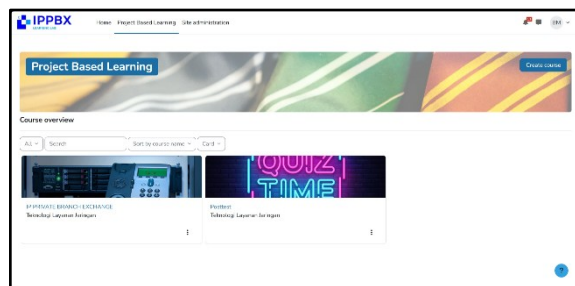 IPPBX
Home Project Based Learning Site administration
BM
Project Based Learning
Create course
Course overview
All Search Sort by course name Card
IP PRIVATE BRANCH EXCHANGE
Teknologi Layanan Jaringan
QUIZ
TIME
Posttest
Teknologi Layanan Jaringan
?